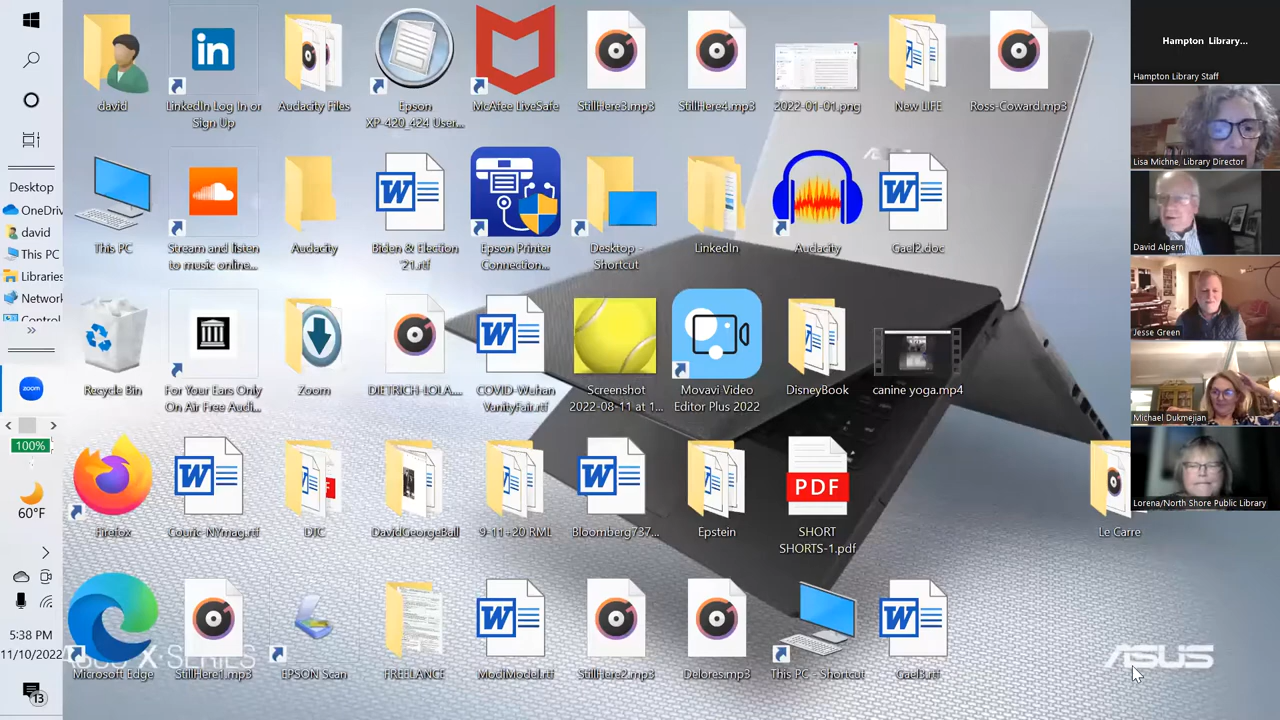 david
LinkedIn Log In or
Sign Up
Audacity Files
Epson
XP-420_424 User...
McAfee LiveSafe
StillHere3.mp3
StillHere4.mp3
2022-01-01.png
New LIFE
Ross-Coward.mp3
Hampton Library...
Hampton Library Staff
Lisa Michne, Library Director
Desktop
OneDriv
david
This PC
Libraries
Network
This PC
Stream and listen
to music online...
Audacity
Biden & Election
'21.rtf
Epson Printer
Connection...
Desktop -
Shortcut
LinkedIn
Audacity
Gael2.doc
David Alpern
Jesse Green
zoom
100%
60°F
Recycle Bin
For Your Ears Only
On Air Free Audi...
Zoom
DIETRICH-LOLA....
COVID-Wuhan
VanityFair.rtf
Screenshot
2022-08-11 at 1...
Movavi Video
Editor Plus 2022
DisneyBook
canine yoga.mp4
Michael Dukmejian
Lorena/North Shore Public Library
Firefox
Couric-NYmag.rtf
DJC
DavidGeorgeBall
9-11+20 RML
Bloomberg737...
Epstein
PDF
SHORT
SHORTS-1.pdf
Le Carre
5:38 PM
11/10/2022
13
Microsoft Edge
StillHere1.mp3
EPSON Scan
FREELANCE
ModiModel.rtf
StillHere2.mp3
Delores.mp3
This PC - Shortcut
Gael3.rtf
X-SERIES
ASUS